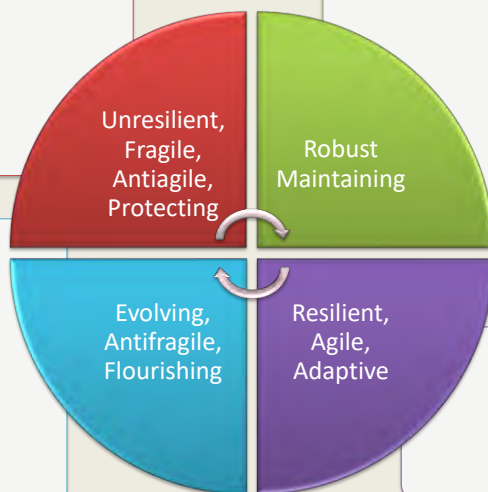 Unresilient,
Fragile,
Antiagile,
Protecting
Robust
Maintaining
Evolving,
Antifragile,
Flourishing
Resilient,
Agile,
Adaptive